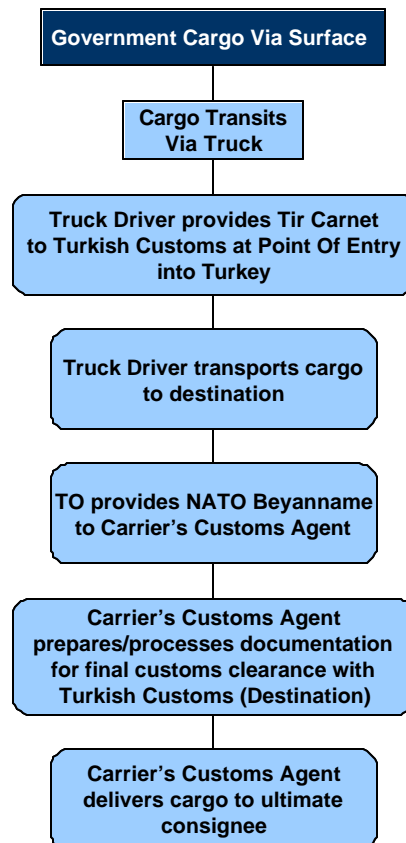 Government Cargo Via Surface
Cargo Transits
Via Truck
Truck Driver provides Tir Carnet
to Turkish Customs at Point Of Entry
into Turkey
Truck Driver transports cargo
to destination
TO provides NATO Beyanname
to Carrier's Customs Agent
Carrier's Customs Agent
prepares/processes documentation
for final customs clearance with
Turkish Customs (Destination)
Carrier's Customs Agent
delivers cargo to ultimate
consignee